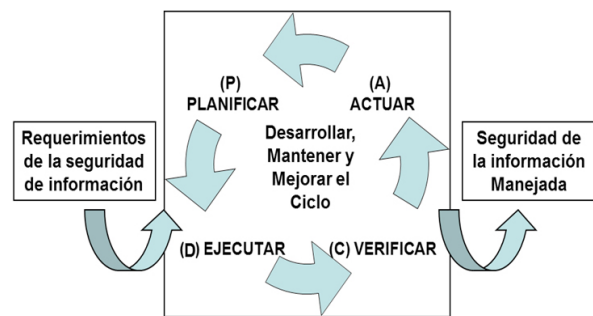 (P)
PLANIFICAR
(A)
ACTUAR
Requerimientos
de la seguridad
de información
Desarrollar,
Mantener y
Mejorar el
Ciclo
Seguridad de
la información
Manejada
(D) EJECUTAR
(C) VERIFICAR